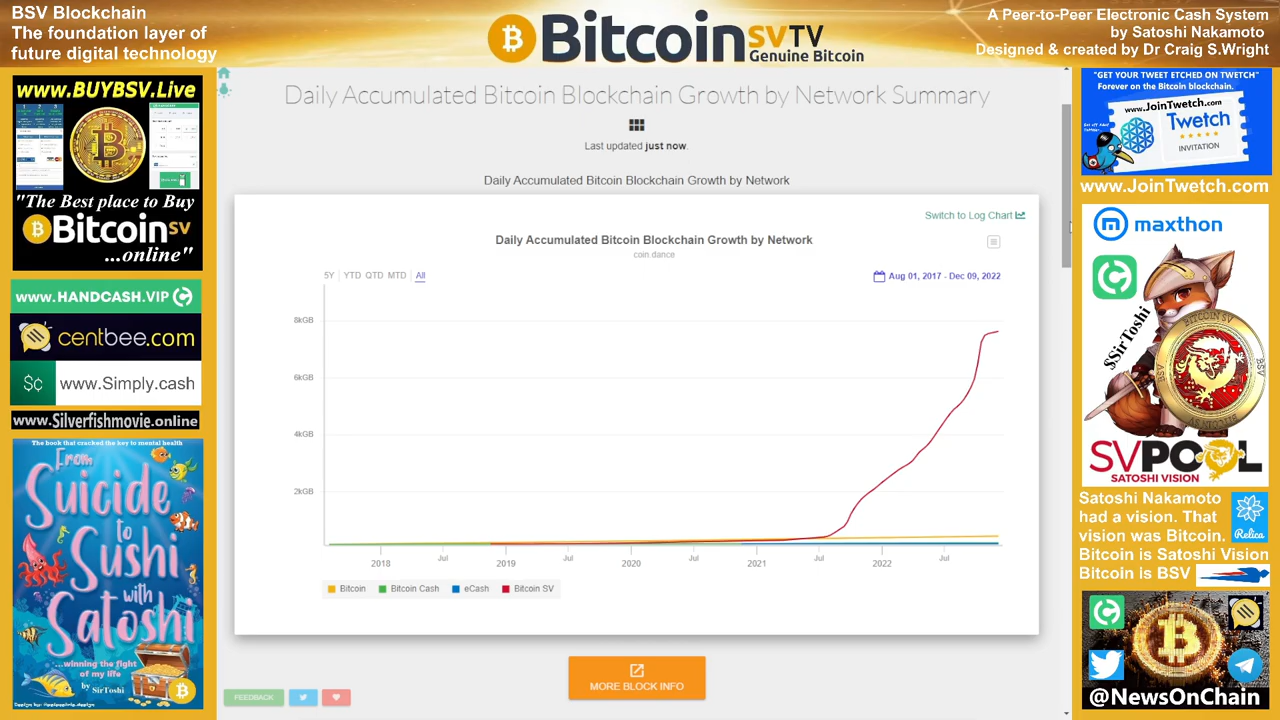 BSV Blockchain
The foundation layer of
future digital technology
Bitcoin SV TV
Genuine Bitcoin
A Peer-to-Peer Electronic Cash System
by Satoshi Nakamoto
Designed & created by Dr Craig S.Wright
www.BUYBSV.Live
"The Best place to Buy
Bitcoin SV
...online"
www.HANDCASH.VIP
centbee.com
$c www.Simply.cash
www.Silverfishmovie.online
The book that cracked the key to mental health
From
Suicide
to
Sushi
with
Satoshi
...winning the fight
of my life
by SirToshi
Daily Accumulated Bitcoin Blockchain Growth by Network Summary
Last updated just now.
Daily Accumulated Bitcoin Blockchain Growth by Network
Switch to Log Chart
Daily Accumulated Bitcoin Blockchain Growth by Network
coin.dance
5Y YTD QTD MTD All
Aug 01, 2017 - Dec 09, 2022
8kGB
6kGB
4kGB
2kGB
2018 Jul 2019 Jul 2020 Jul 2021 Jul 2022 Jul
Bitcoin Bitcoin Cash eCash Bitcoin SV
MORE BLOCK INFO
FEEDBACK
"GET YOUR TWEET ETCHED ON TWETCH"
Forever on the Bitcoin blockchain.
www.JoinTwetch.com
Twetch
INVITATION
www.JoinTwetch.com
maxthon
$SirToshi
BITCOIN SV
BSV
SVPOOL
SATOSHI VISION
Satoshi Nakamoto
had a vision. That
vision was Bitcoin.
Relica
Bitcoin is Satoshi Vision
Bitcoin is BSV
@NewsOnChain